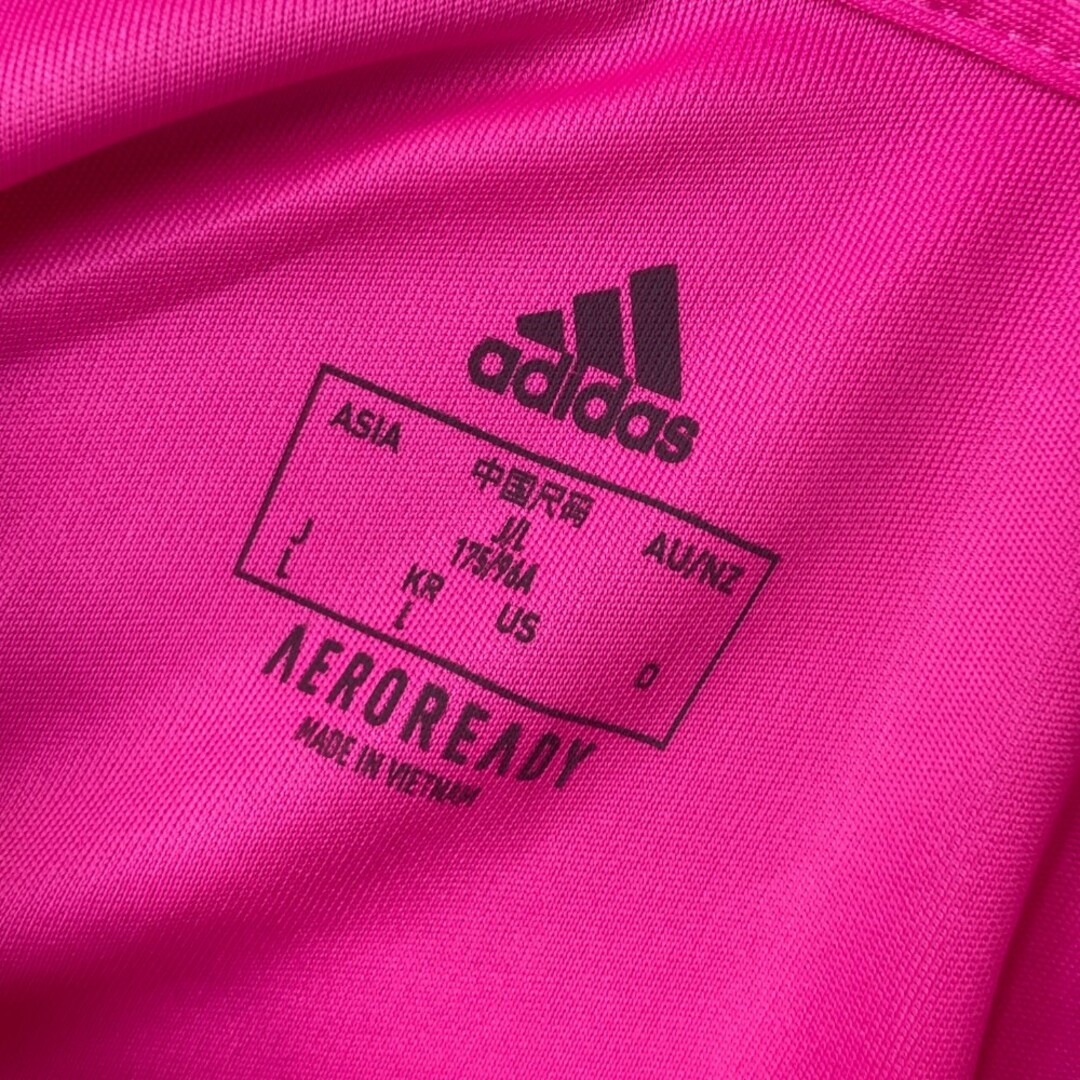 adidas
ASIA
中国尺码
AU/NZ
J/L
175/96A
J
L
KR
L
US
D
AEROREADY
MADE IN VIETNAM